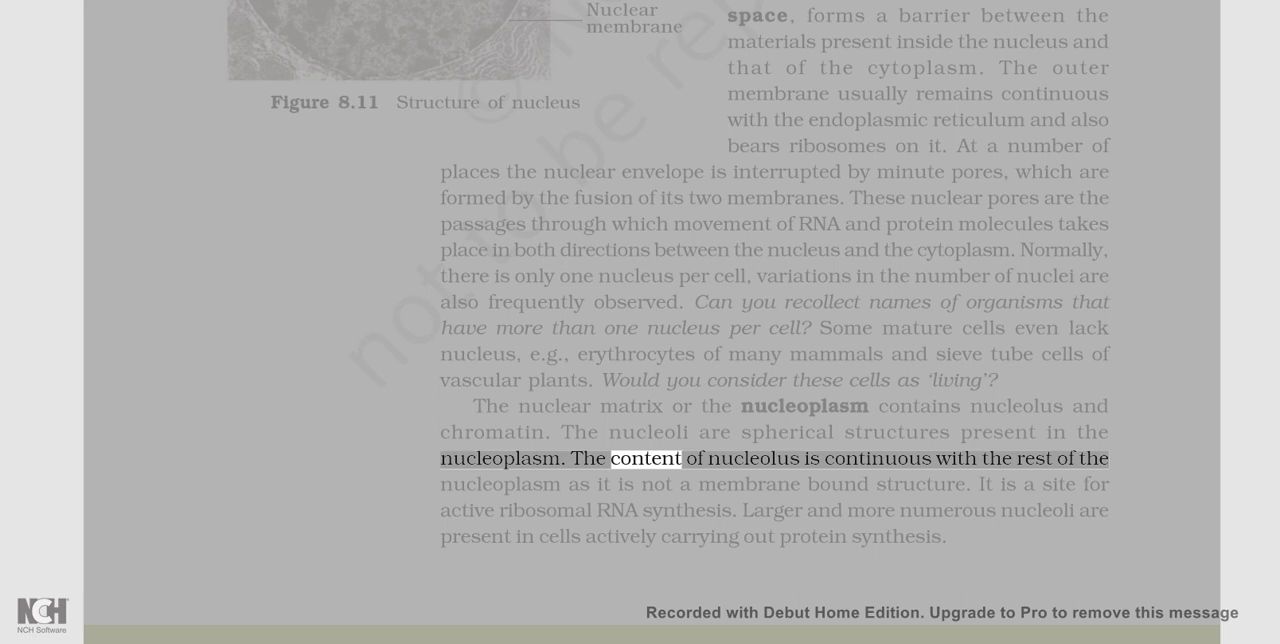 Nuclear
membrane
Figure 8.11 Structure of nucleus
space, forms a barrier between the
materials present inside the nucleus and
that of the cytoplasm. The outer
membrane usually remains continuous
with the endoplasmic reticulum and also
bears ribosomes on it. At a number of
places the nuclear envelope is interrupted by minute pores, which are
formed by the fusion of its two membranes. These nuclear pores are the
passages through which movement of RNA and protein molecules takes
place in both directions between the nucleus and the cytoplasm. Normally,
there is only one nucleus per cell, variations in the number of nuclei are
also frequently observed. Can you recollect names of organisms that
have more than one nucleus per cell? Some mature cells even lack
nucleus, e.g., erythrocytes of many mammals and sieve tube cells of
vascular plants. Would you consider these cells as ‘living’?
The nuclear matrix or the nucleoplasm contains nucleolus and
chromatin. The nucleoli are spherical structures present in the
nucleoplasm. The content of nucleolus is continuous with the rest of the
nucleoplasm as it is not a membrane bound structure. It is a site for
active ribosomal RNA synthesis. Larger and more numerous nucleoli are
present in cells actively carrying out protein synthesis.
not to be
©
NCH
NCH Software
Recorded with Debut Home Edition. Upgrade to Pro to remove this message